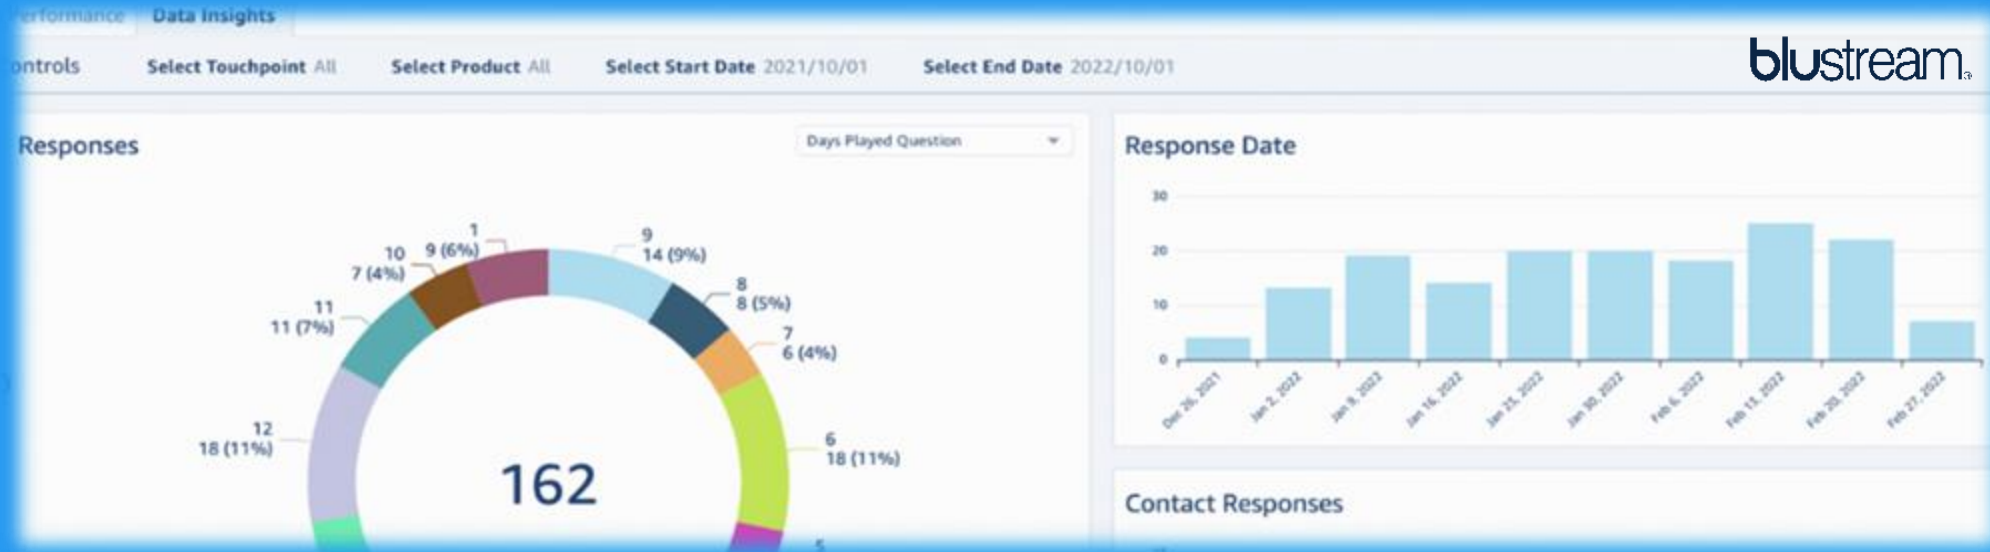 Performance Data Insights
ontrols Select Touchpoint All Select Product All Select Start Date 2021/10/01 Select End Date 2022/10/01
blustream
Responses
Days Played Question
1
9 (6%)
10
7 (4%)
11
11 (7%)
12
18 (11%)
9
14 (9%)
8
8 (5%)
7
6 (4%)
6
18 (11%)
5
162
Response Date
30
20
10
0
Dec 26, 2021
Jan 2, 2022
Jan 9, 2022
Jan 16, 2022
Jan 23, 2022
Jan 30, 2022
Feb 6, 2022
Feb 13, 2022
Feb 20, 2022
Feb 27, 2022
Contact Responses